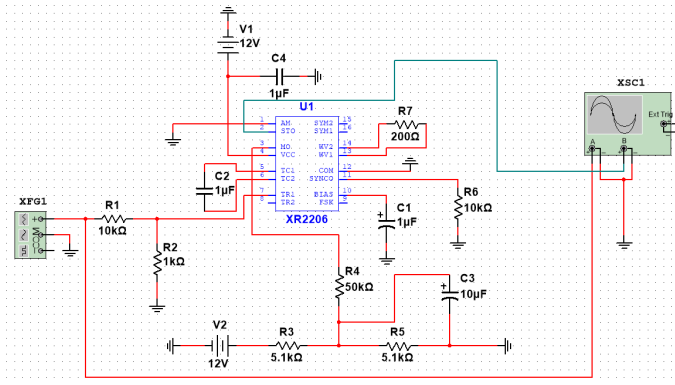 V1
12V
C4
1µF
U1
1 AM SYM2 15
2 STO SYM1 16
3 MO WV2 14
4 VCC WV1 13
5 TC1 COM 12
6 TC2 SYNCO 11
7 TR1 BIAS 10
8 TR2 FSK 9
XR2206
R7
200Ω
XSC1
Ext Trig
A
B
C2
1µF
R6
10kΩ
C1
1µF
XFG1
COM
R1
10kΩ
R2
1kΩ
R4
50kΩ
C3
10µF
V2
12V
R3
5.1kΩ
R5
5.1kΩ